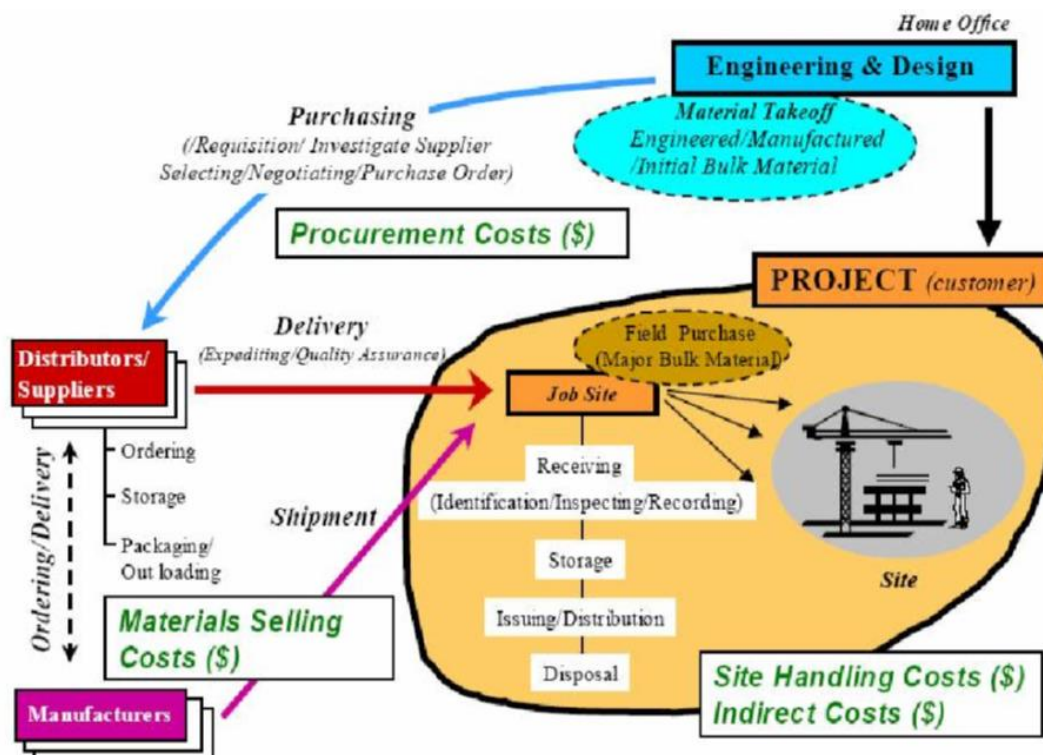 Home Office
Engineering & Design
Material Takeoff
Engineered/Manufactured
/Initial Bulk Material
Purchasing
(/Requisition/ Investigate Supplier
Selecting/Negotiating/Purchase Order)
Procurement Costs ($)
PROJECT (customer)
Delivery
(Expediting/Quality Assurance)
Field Purchase
(Major Bulk Material)
Distributors/
Suppliers
Job Site
Ordering
Storage
Packaging/
Out loading
Ordering/Delivery
Shipment
Receiving
(Identification/Inspecting/Recording)
Storage
Issuing/Distribution
Disposal
Site
Materials Selling
Costs ($)
Site Handling Costs ($)
Indirect Costs ($)
Manufacturers